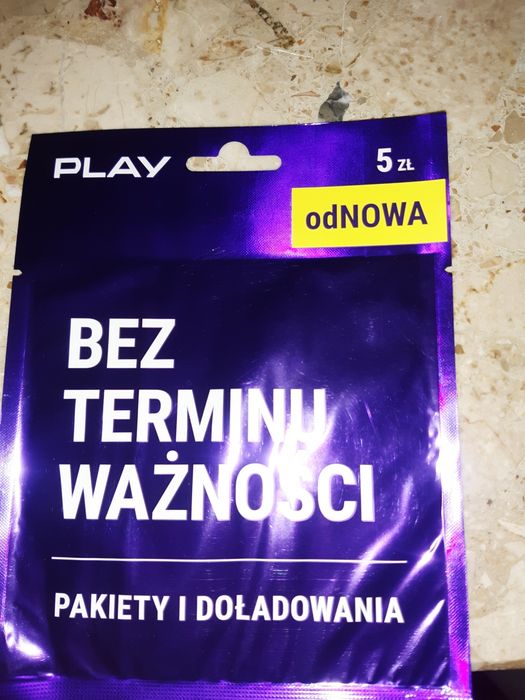 PLAY
5 ZŁ
odNOWA
BEZ
TERMINU
WAŻNOŚCI
PAKIETY I DOŁADOWANIA